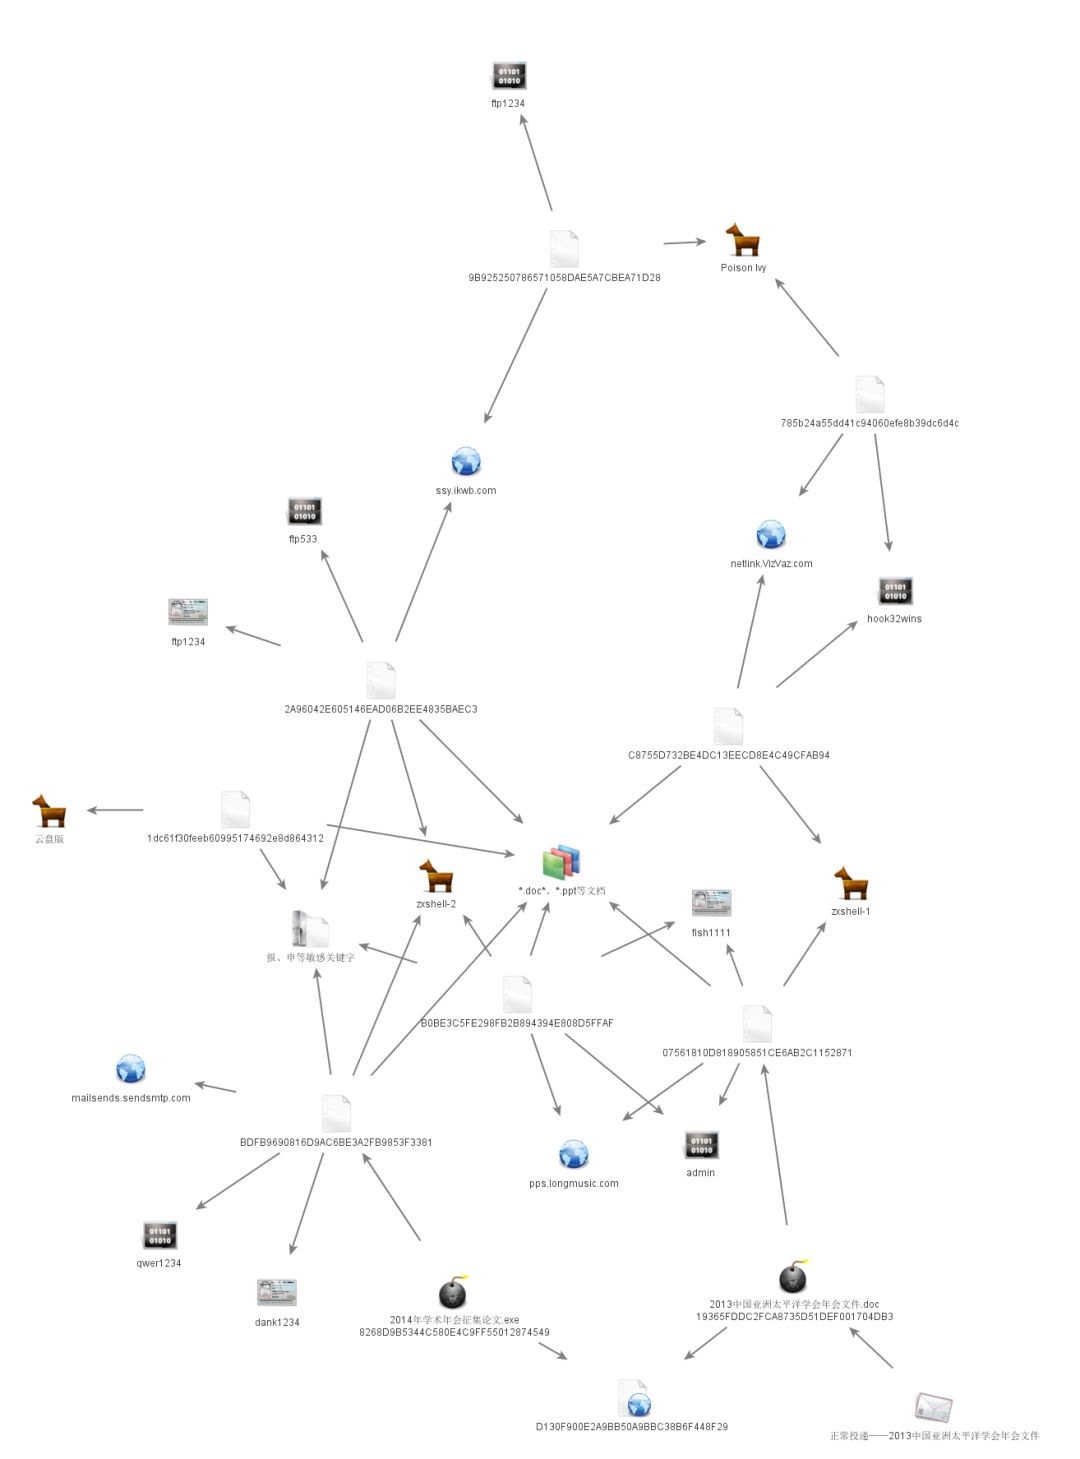 01101
01010
ftp1234
9B925250786571058DAE5A7CBEA71D28
Poison Ivy
785b24a55dd41c94060efe8b39dc6d4c
ssy.ikwb.com
01101
01010
ftp533
netlink.VizVaz.com
01101
01010
hook32wins
ftp1234
2A96042E605146EAD06B2EE4835BAEC3
C8755D732BE4DC13EECD8E4C49CFAB94
云盘版
1dc61f30feeb60995174692e8d864312
*.doc*、*.ppt等文档
zxshell-2
fish1111
zxshell-1
报、申等敏感关键字
B0BE3C5FE298FB2B894394E808D5FFAF
07561810D818905851CE6AB2C1152871
mailsends.sendsmtp.com
BDFB9690816D9AC6BE3A2FB9853F3381
pps.longmusic.com
01101
01010
admin
01101
01010
qwer1234
dank1234
2014年学术年会征集论文.exe
8268D9B5344C580E4C9FF55012874549
2013中国亚洲太平洋学会年会文件.doc
19365FDDC2FCA8735D51DEF001704DB3
D130F900E2A9BB50A9BBC38B6F448F29
正常投递——2013中国亚洲太平洋学会年会文件